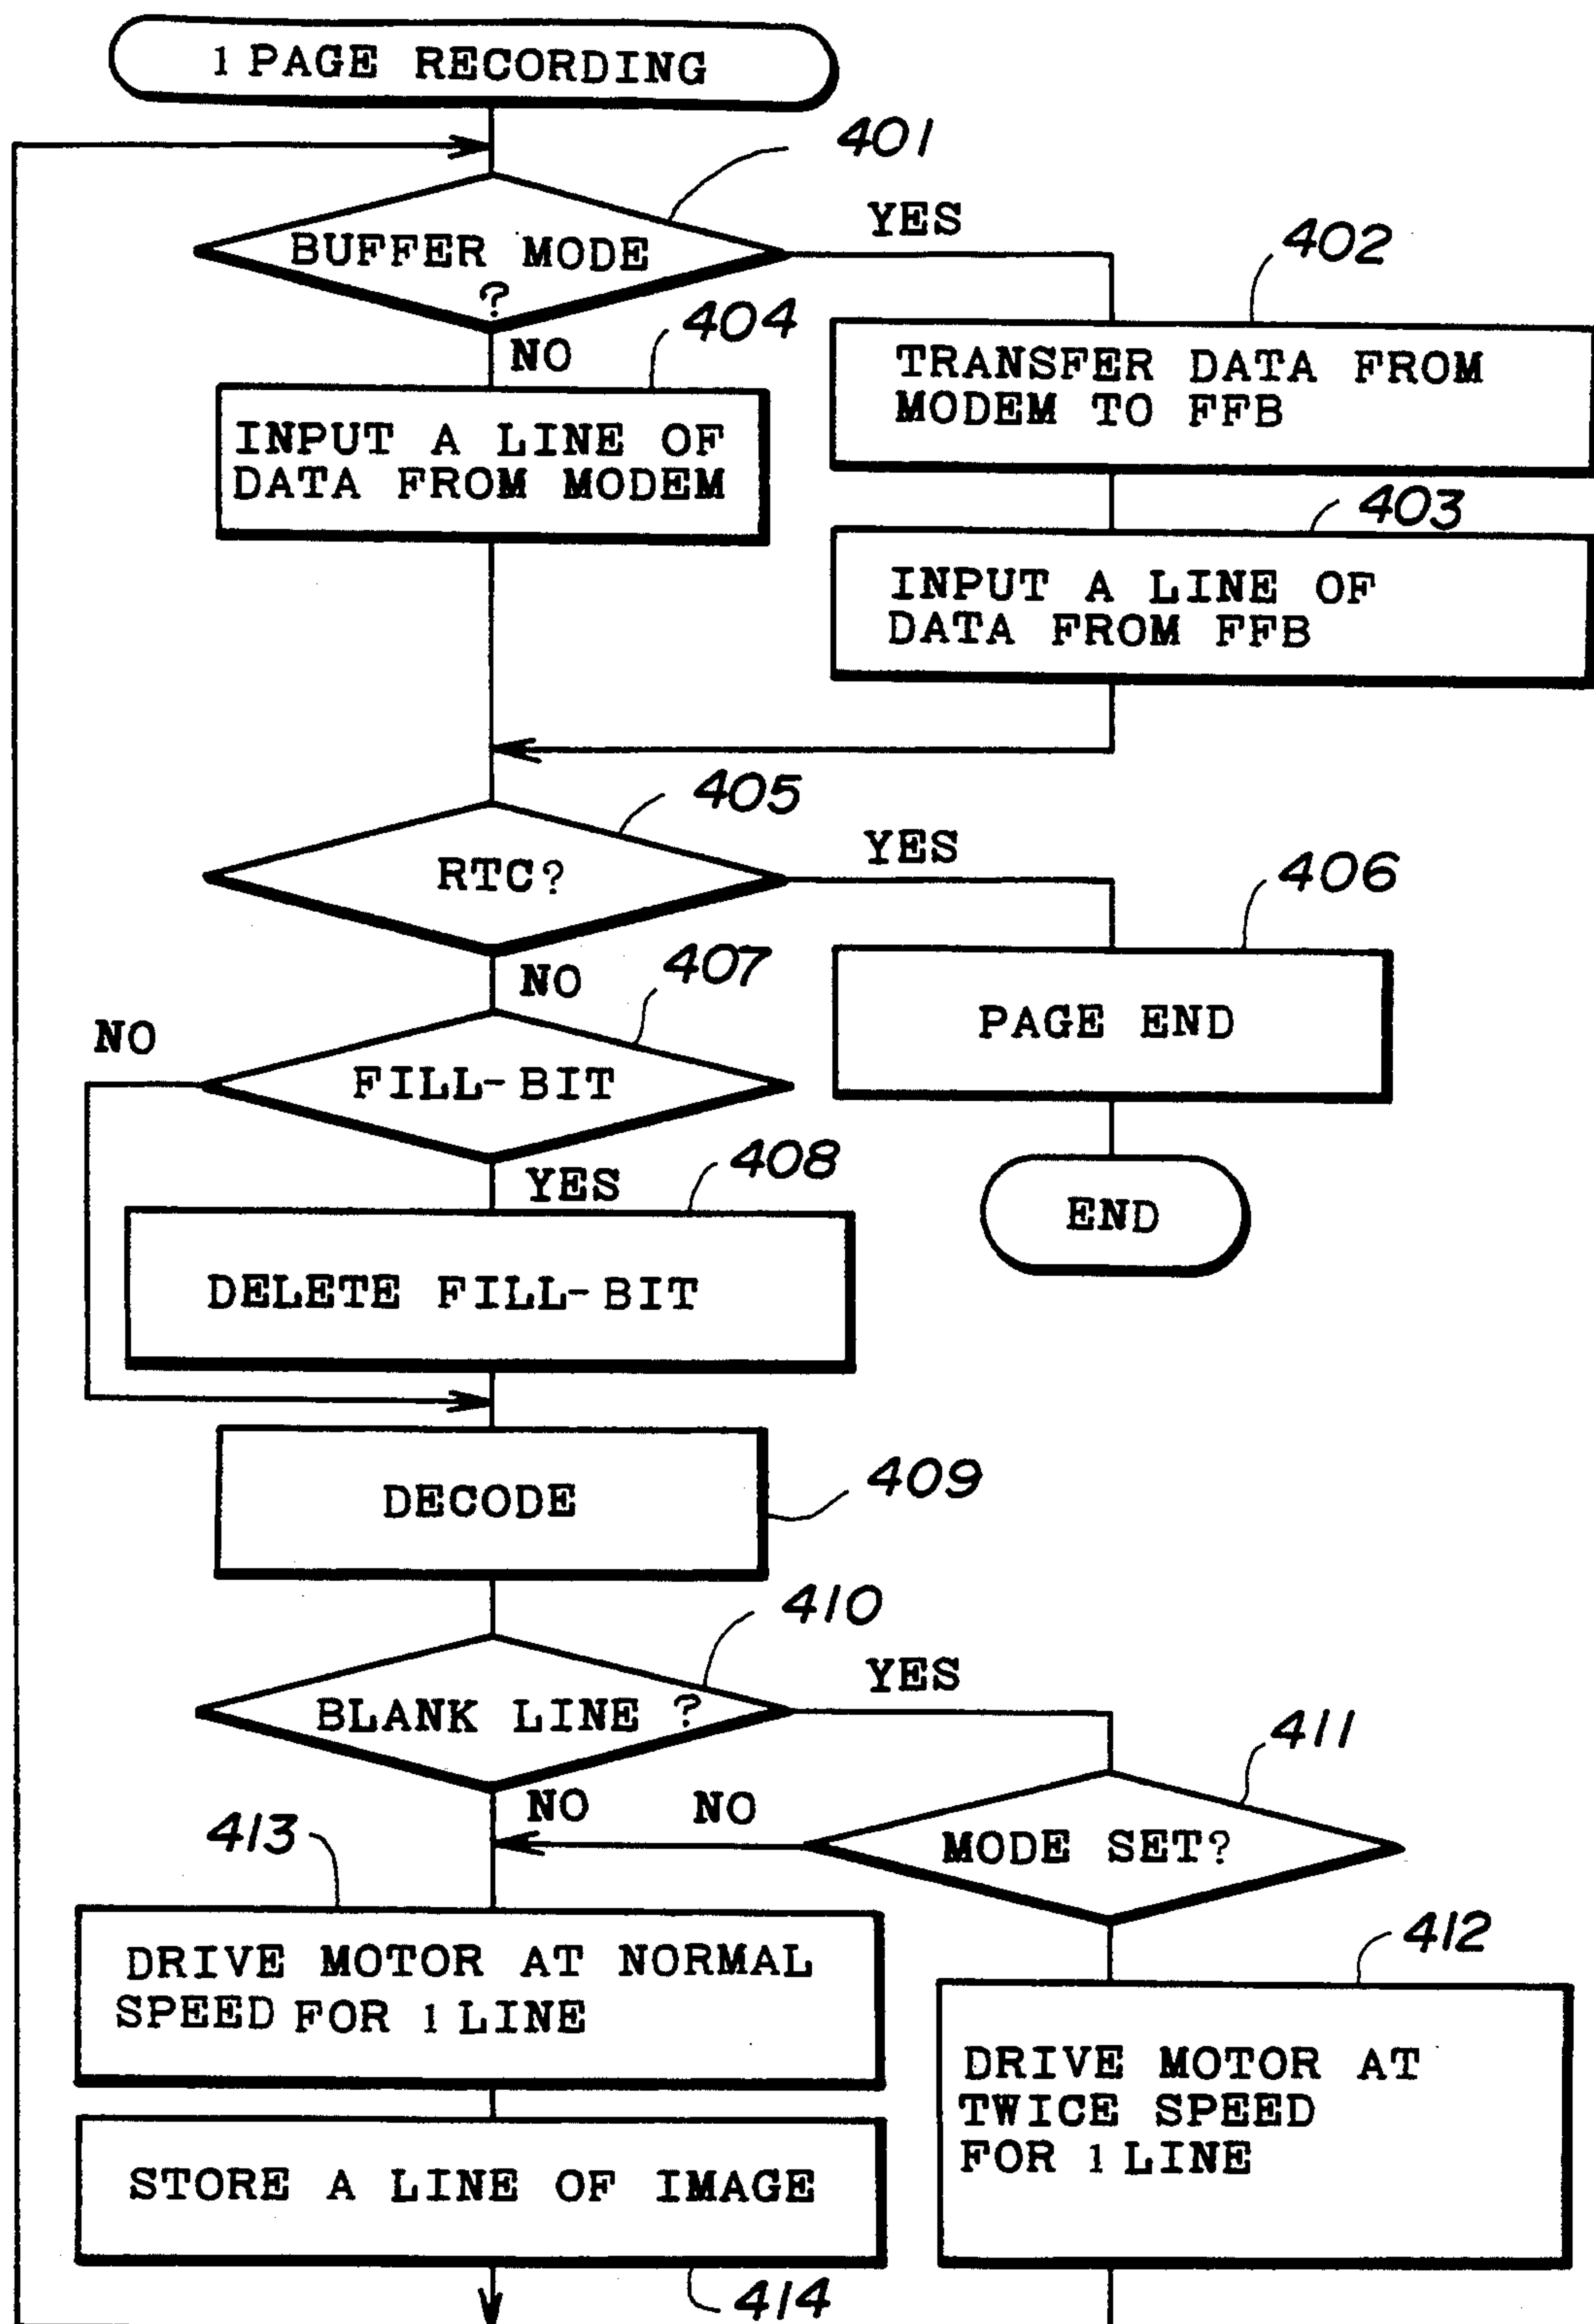 1 PAGE RECORDING
401
BUFFER MODE
?
YES
402
NO
404
TRANSFER DATA FROM
MODEM TO FFB
INPUT A LINE OF
DATA FROM MODEM
403
INPUT A LINE OF
DATA FROM FFB
405
RTC?
YES
406
NO
PAGE END
END
407
FILL-BIT
NO
YES
408
DELETE FILL-BIT
DECODE
409
410
BLANK LINE ?
YES
411
NO
NO
MODE SET?
413
DRIVE MOTOR AT NORMAL
SPEED FOR 1 LINE
412
DRIVE MOTOR AT
TWICE SPEED
FOR 1 LINE
STORE A LINE OF IMAGE
414